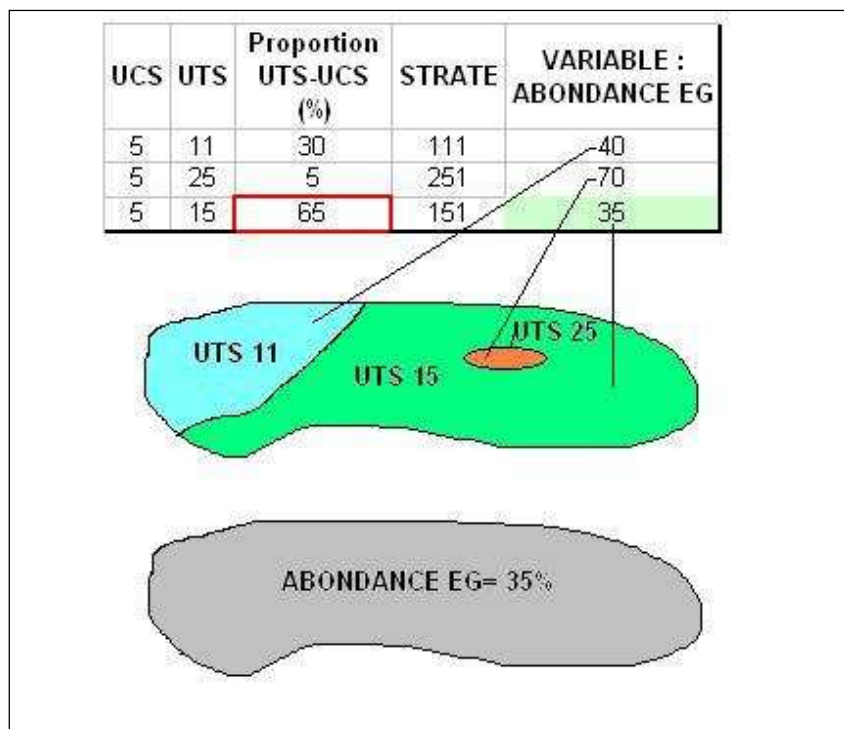 UCS UTS Proportion UTS-UCS (%) STRATE VARIABLE : ABONDANCE EG
5 11 30 111 40
5 25 5 251 70
5 15 65 151 35
UTS 11
UTS 25
UTS 15
ABONDANCE EG= 35%